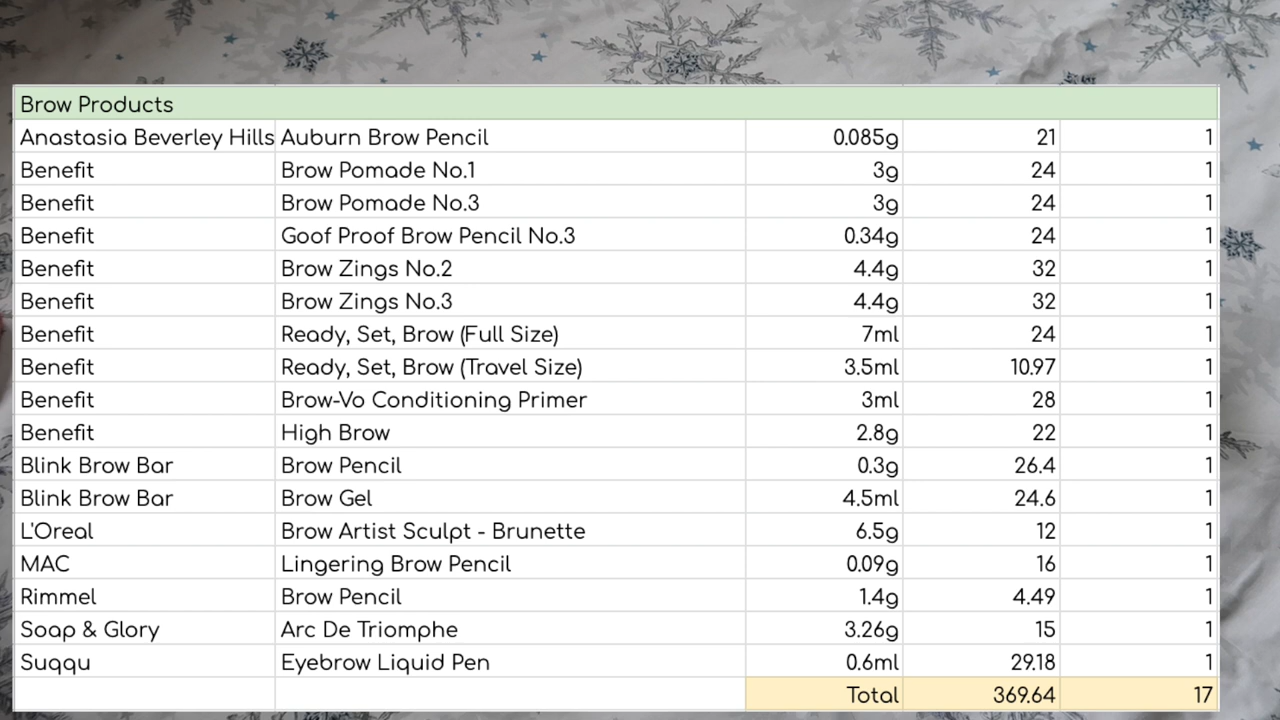 Brow Products
Anastasia Beverley Hills Auburn Brow Pencil 0.085g 21 1
Benefit Brow Pomade No.1 3g 24 1
Benefit Brow Pomade No.3 3g 24 1
Benefit Goof Proof Brow Pencil No.3 0.34g 24 1
Benefit Brow Zings No.2 4.4g 32 1
Benefit Brow Zings No.3 4.4g 32 1
Benefit Ready, Set, Brow (Full Size) 7ml 24 1
Benefit Ready, Set, Brow (Travel Size) 3.5ml 10.97 1
Benefit Brow-Vo Conditioning Primer 3ml 28 1
Benefit High Brow 2.8g 22 1
Blink Brow Bar Brow Pencil 0.3g 26.4 1
Blink Brow Bar Brow Gel 4.5ml 24.6 1
L'Oreal Brow Artist Sculpt - Brunette 6.5g 12 1
MAC Lingering Brow Pencil 0.09g 16 1
Rimmel Brow Pencil 1.4g 4.49 1
Soap & Glory Arc De Triomphe 3.26g 15 1
Suqqu Eyebrow Liquid Pen 0.6ml 29.18 1
Total 369.64 17